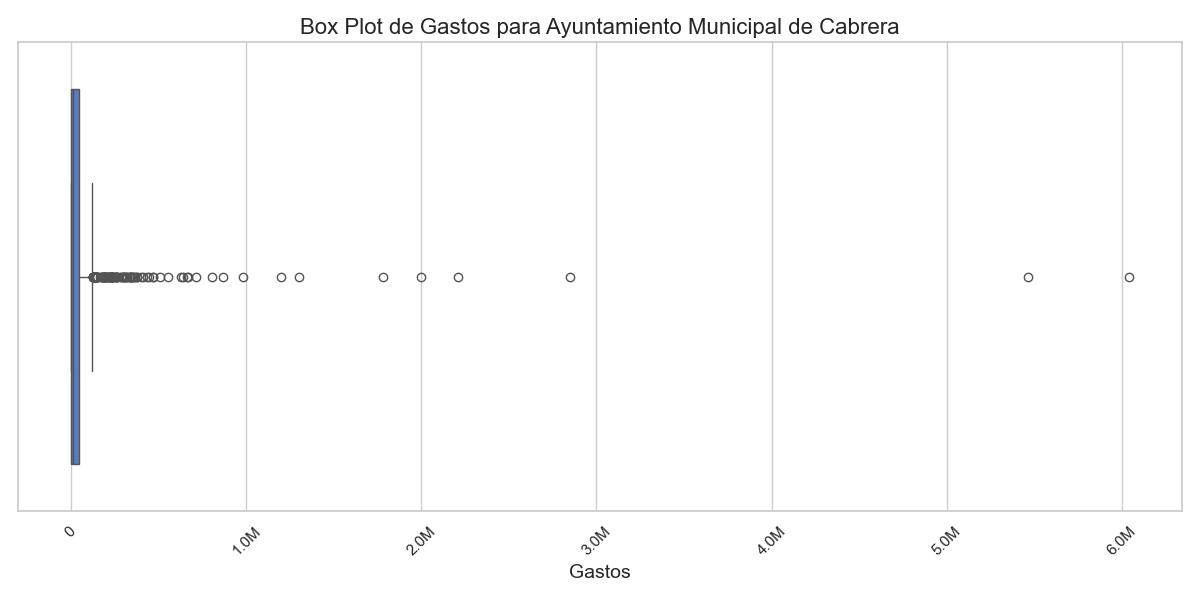 Box Plot de Gastos para Ayuntamiento Municipal de Cabrera
0
1.0M
2.0M
3.0M
4.0M
5.0M
6.0M
Gastos